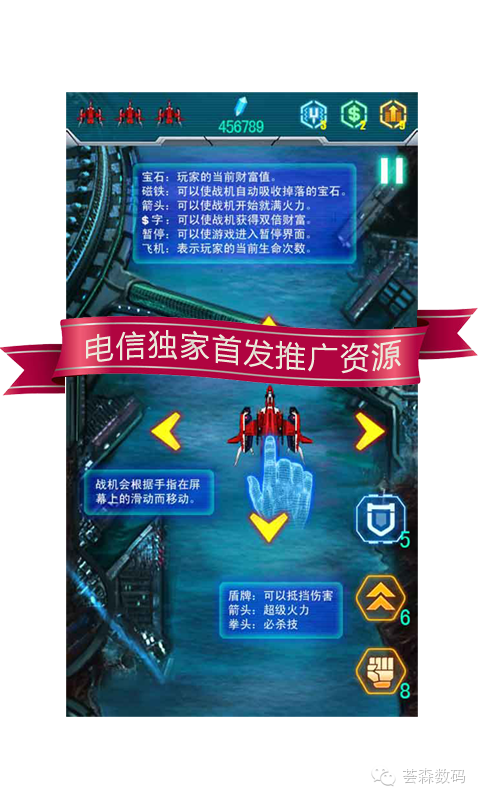 456789
3
2
9
宝石：玩家的当前财富值。
磁铁：可以使战机自动吸收掉落的宝石。
箭头：可以使战机开始就满火力。
$字：可以使战机获得双倍财富。
暂停：可以使游戏进入暂停界面。
飞机：表示玩家的当前生命次数。
电信独家首发推广资源
战机会根据手指在屏
幕上的滑动而移动。
5
盾牌：可以抵挡伤害
箭头：超级火力
拳头：必杀技
6
8
荟森数码